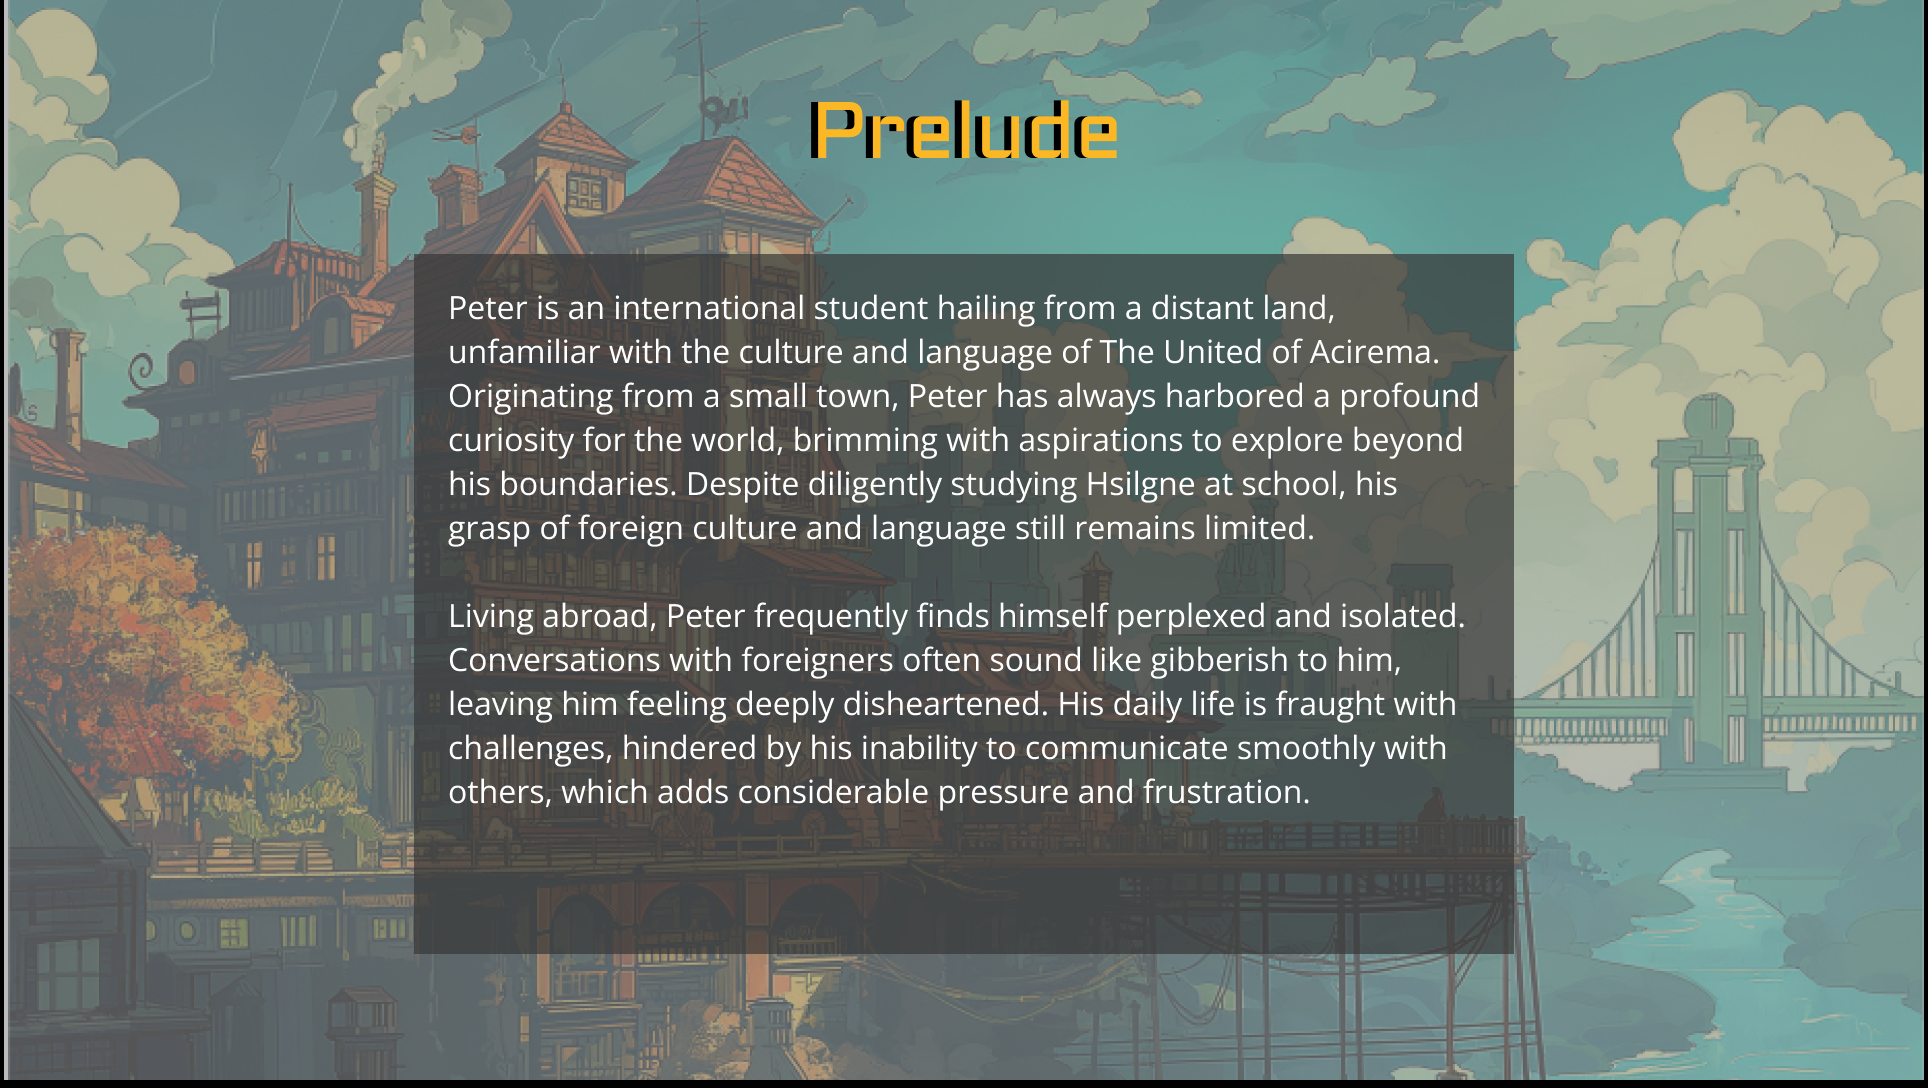 Prelude
Peter is an international student hailing from a distant land,
unfamiliar with the culture and language of The United of Acirema.
Originating from a small town, Peter has always harbored a profound
curiosity for the world, brimming with aspirations to explore beyond
his boundaries. Despite diligently studying Hsilgne at school, his
grasp of foreign culture and language still remains limited.
Living abroad, Peter frequently finds himself perplexed and isolated.
Conversations with foreigners often sound like gibberish to him,
leaving him feeling deeply disheartened. His daily life is fraught with
challenges, hindered by his inability to communicate smoothly with
others, which adds considerable pressure and frustration.